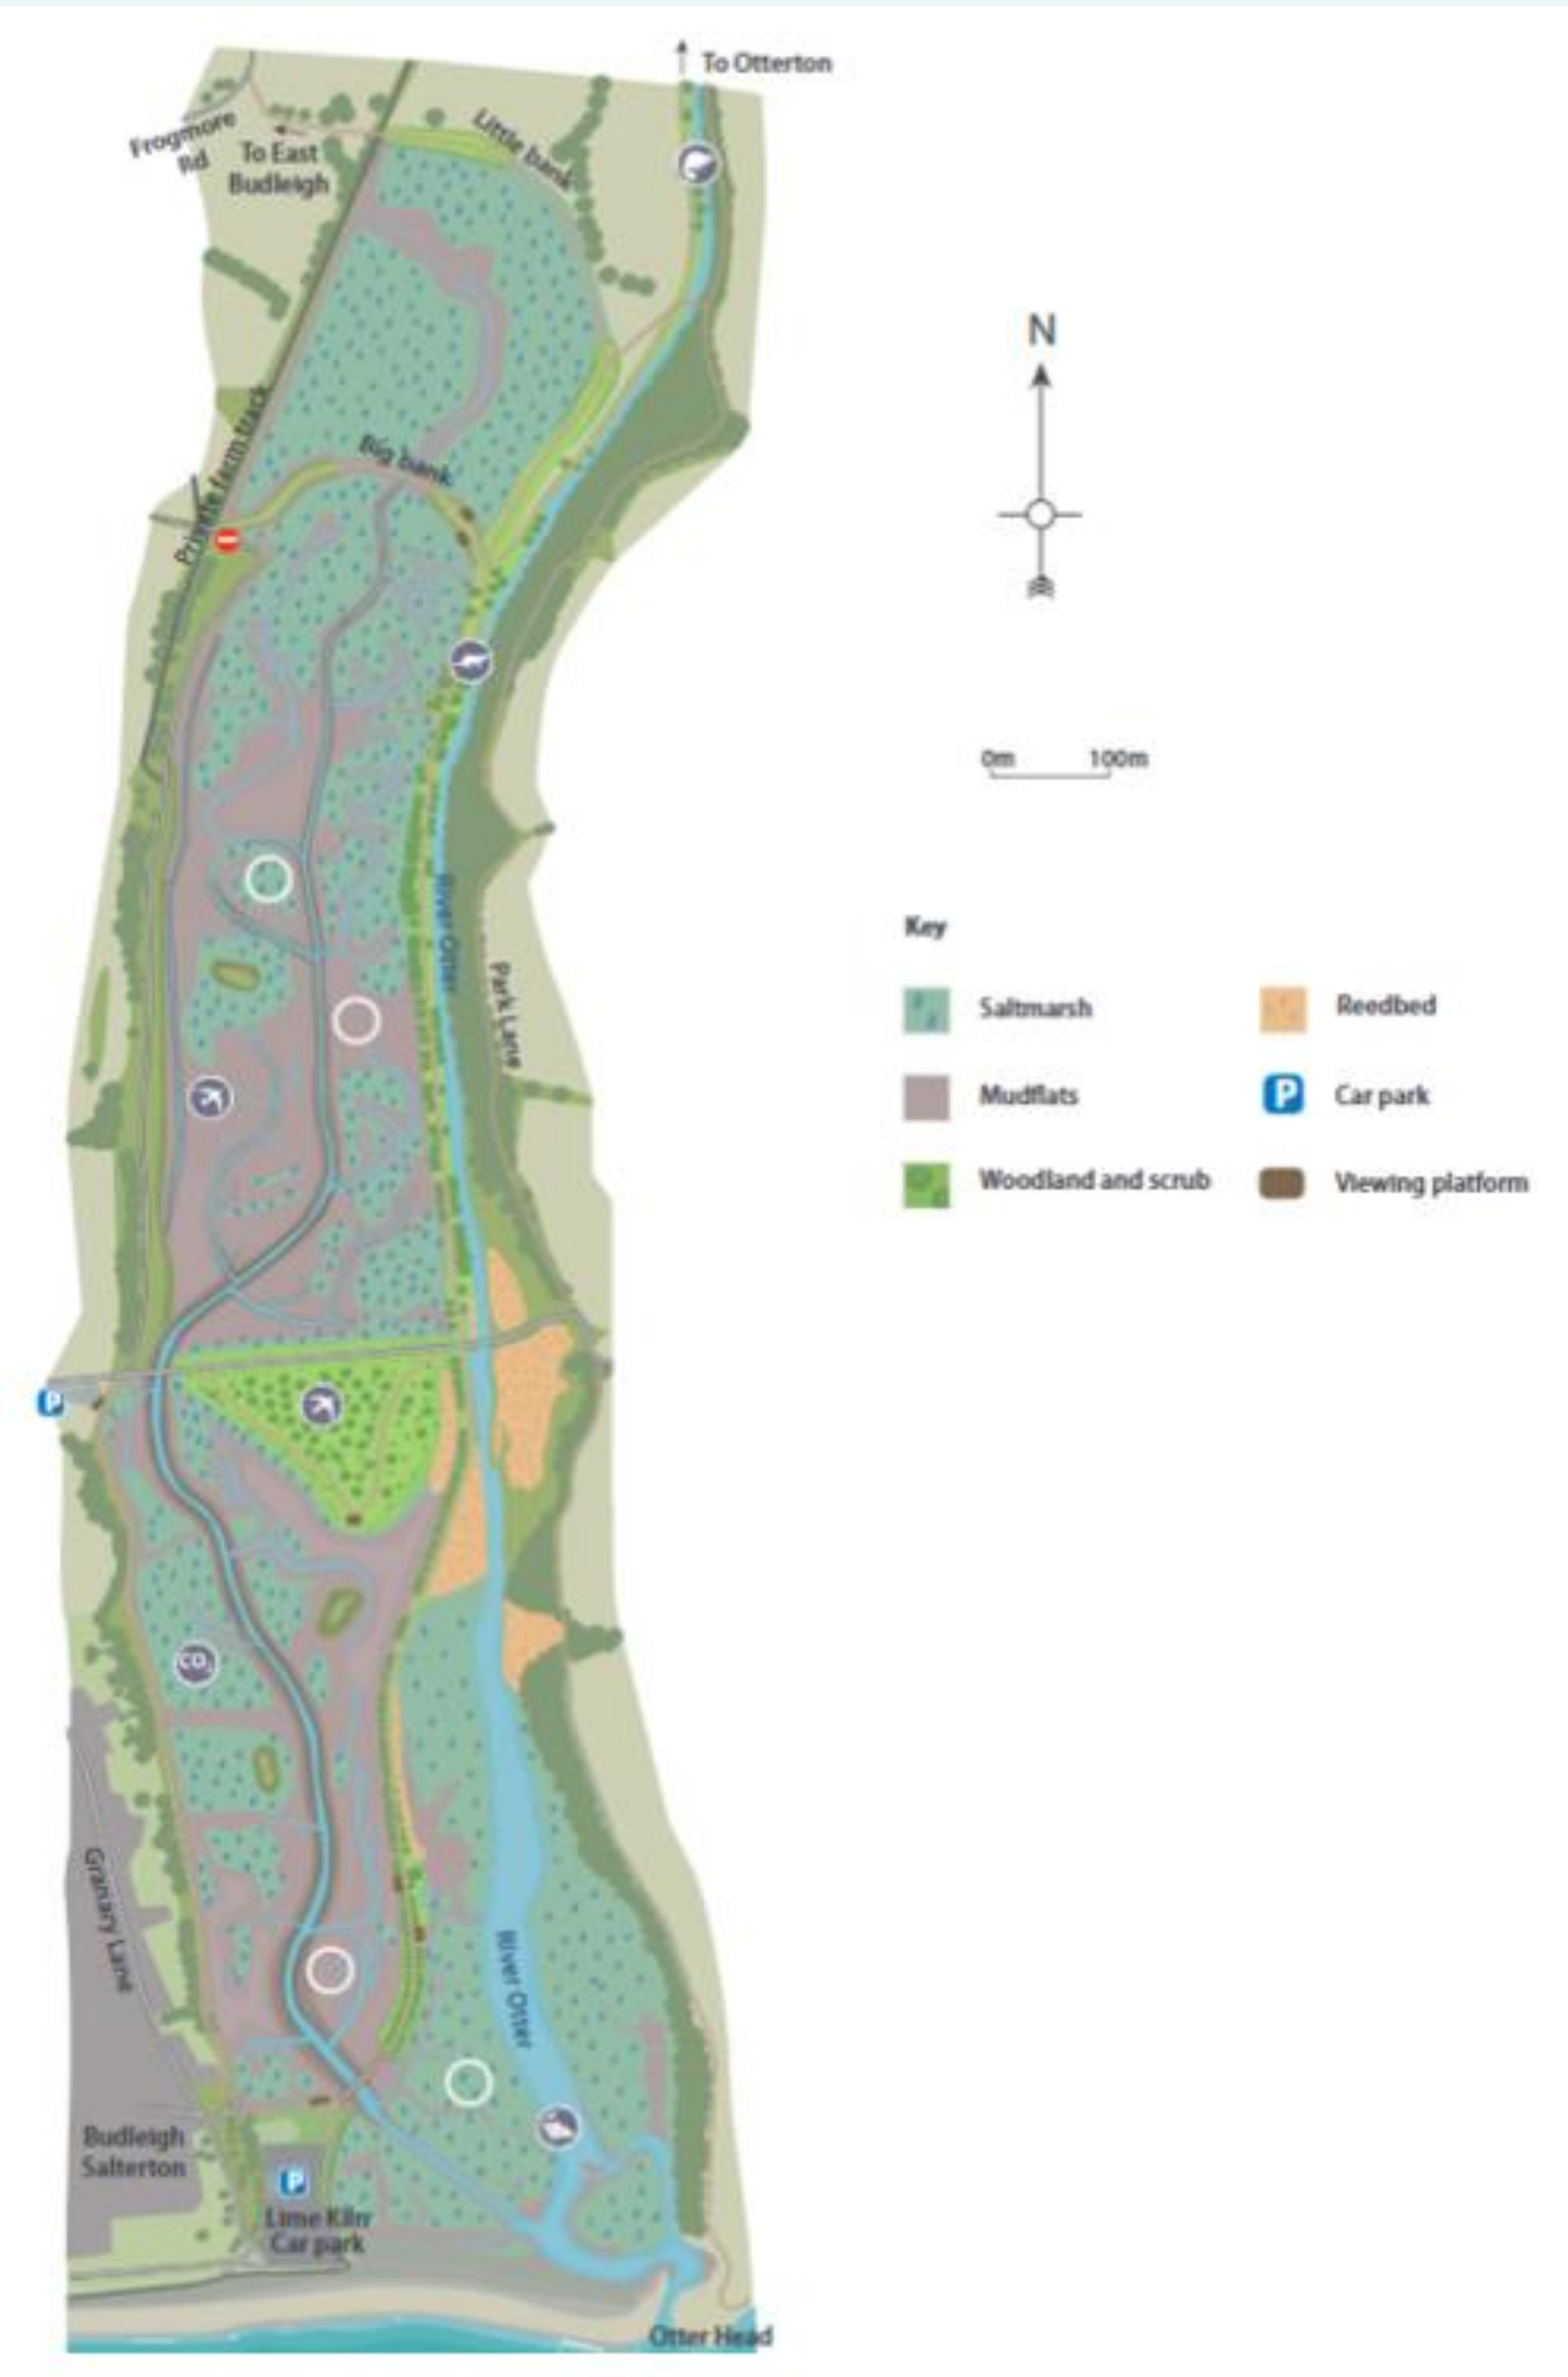 To Otterton
Frogmore
Rd
To East
Budleigh
Little bank
N
Private farm track
Big bank
0m 100m
River Otter
Park Lane
Key
Saltmarsh
Reedbed
Mudflats
P
Car park
Woodland and scrub
Viewing platform
P
CO2
Granary Lane
River Otter
Budleigh
Salterton
P
Lime Kiln
Car park
Otter Head